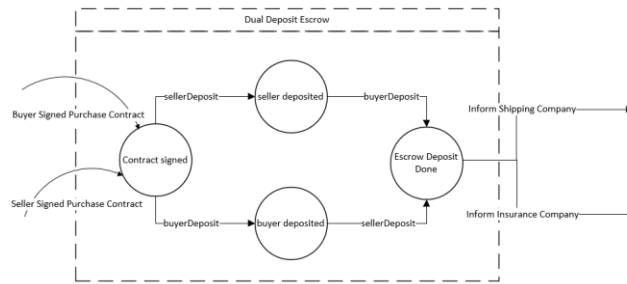 Dual Deposit Escrow
sellerDeposit
seller deposited
buyerDeposit
Buyer Signed Purchase Contract
Inform Shipping Company
Contract signed
Escrow Deposit
Done
Seller Signed Purchase Contract
Inform Insurance Company
buyerDeposit
buyer deposited
sellerDeposit